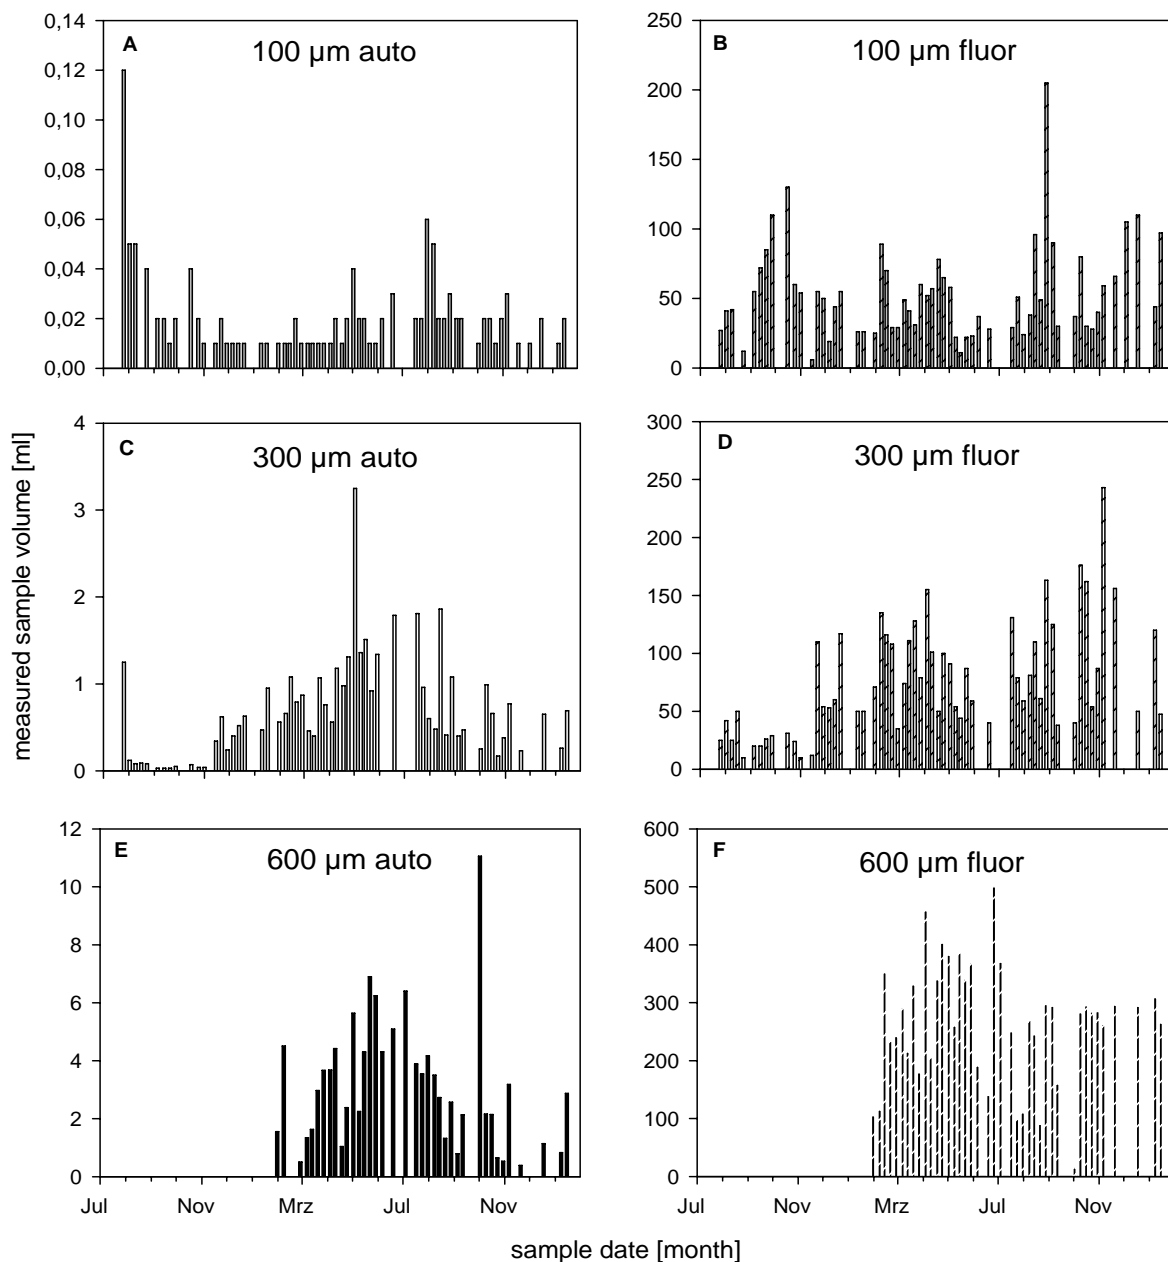 A
100 µm auto
0,14
0,12
0,10
0,08
0,06
0,04
0,02
0,00
B
100 µm fluor
250
200
150
100
50
0
measured sample volume [ml]
C
300 µm auto
4
3
2
1
0
D
300 µm fluor
300
250
200
150
100
50
0
E
600 µm auto
12
10
8
6
4
2
0
Jul Nov Mrz Jul Nov
F
600 µm fluor
600
500
400
300
200
100
0
Jul Nov Mrz Jul Nov
sample date [month]